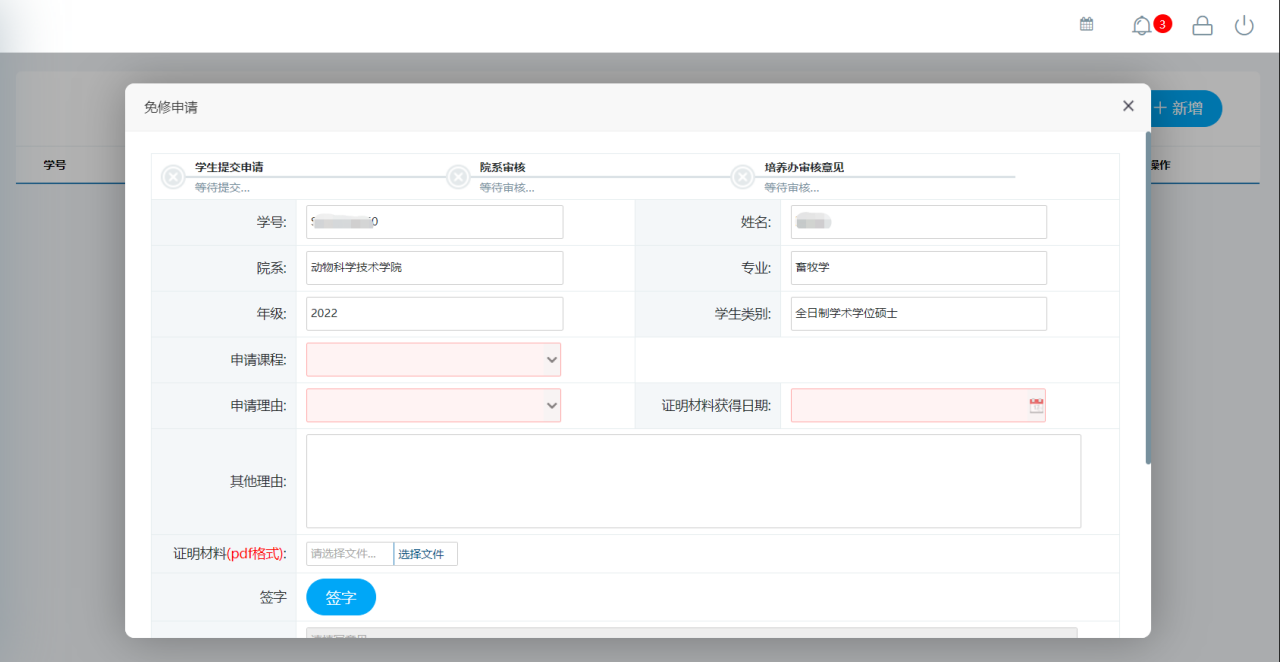 3
免修申请
新增
学号
操作
学生提交申请
院系审核
培养办审核意见
等待提交...
等待审核...
等待审核...
学号:
姓名:
院系: 动物科学技术学院
专业: 畜牧学
年级: 2022
学生类别: 全日制学术学位硕士
申请课程:
申请理由:
证明材料获得日期:
其他理由:
证明材料(pdf格式): 请选择文件... 选择文件
签字 签字